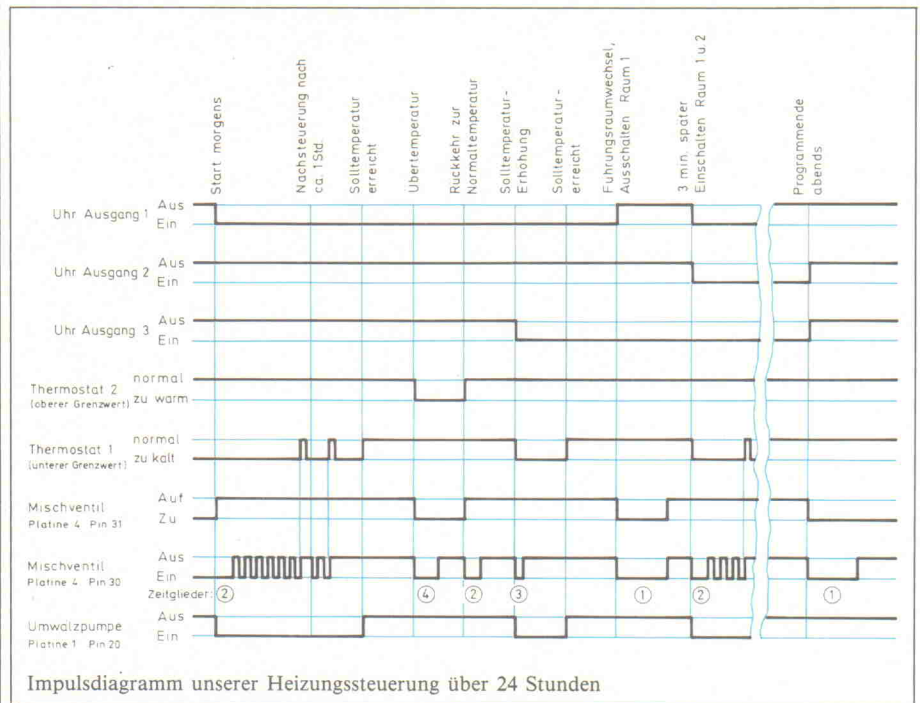 Start morgens
Nachsteuerung nach
ca. 1 Std.
Solltemperatur
erreicht
Übertemperatur
Rückkehr zur
Normaltemperatur
Solltemperatur-
Erhöhung
Solltemperatur-
erreicht
Führungsraumwechsel,
Ausschalten Raum 1
3 min. später
Einschalten Raum 1 u. 2
Programmende
abends
Uhr Ausgang 1
Aus
Ein
Uhr Ausgang 2
Aus
Ein
Uhr Ausgang 3
Aus
Ein
Thermostat 2
(oberer Grenzwert)
normal
zu warm
Thermostat 1
(unterer Grenzwert)
normal
zu kalt
Mischventil
Platine 4 Pin 31
Auf
Zu
Mischventil
Platine 4 Pin 30
Aus
Ein
Zeitglieder: 2 4 2 3 1 2 1
Umwälzpumpe
Platine 1 Pin 20
Aus
Ein
Impulsdiagramm unserer Heizungssteuerung über 24 Stunden